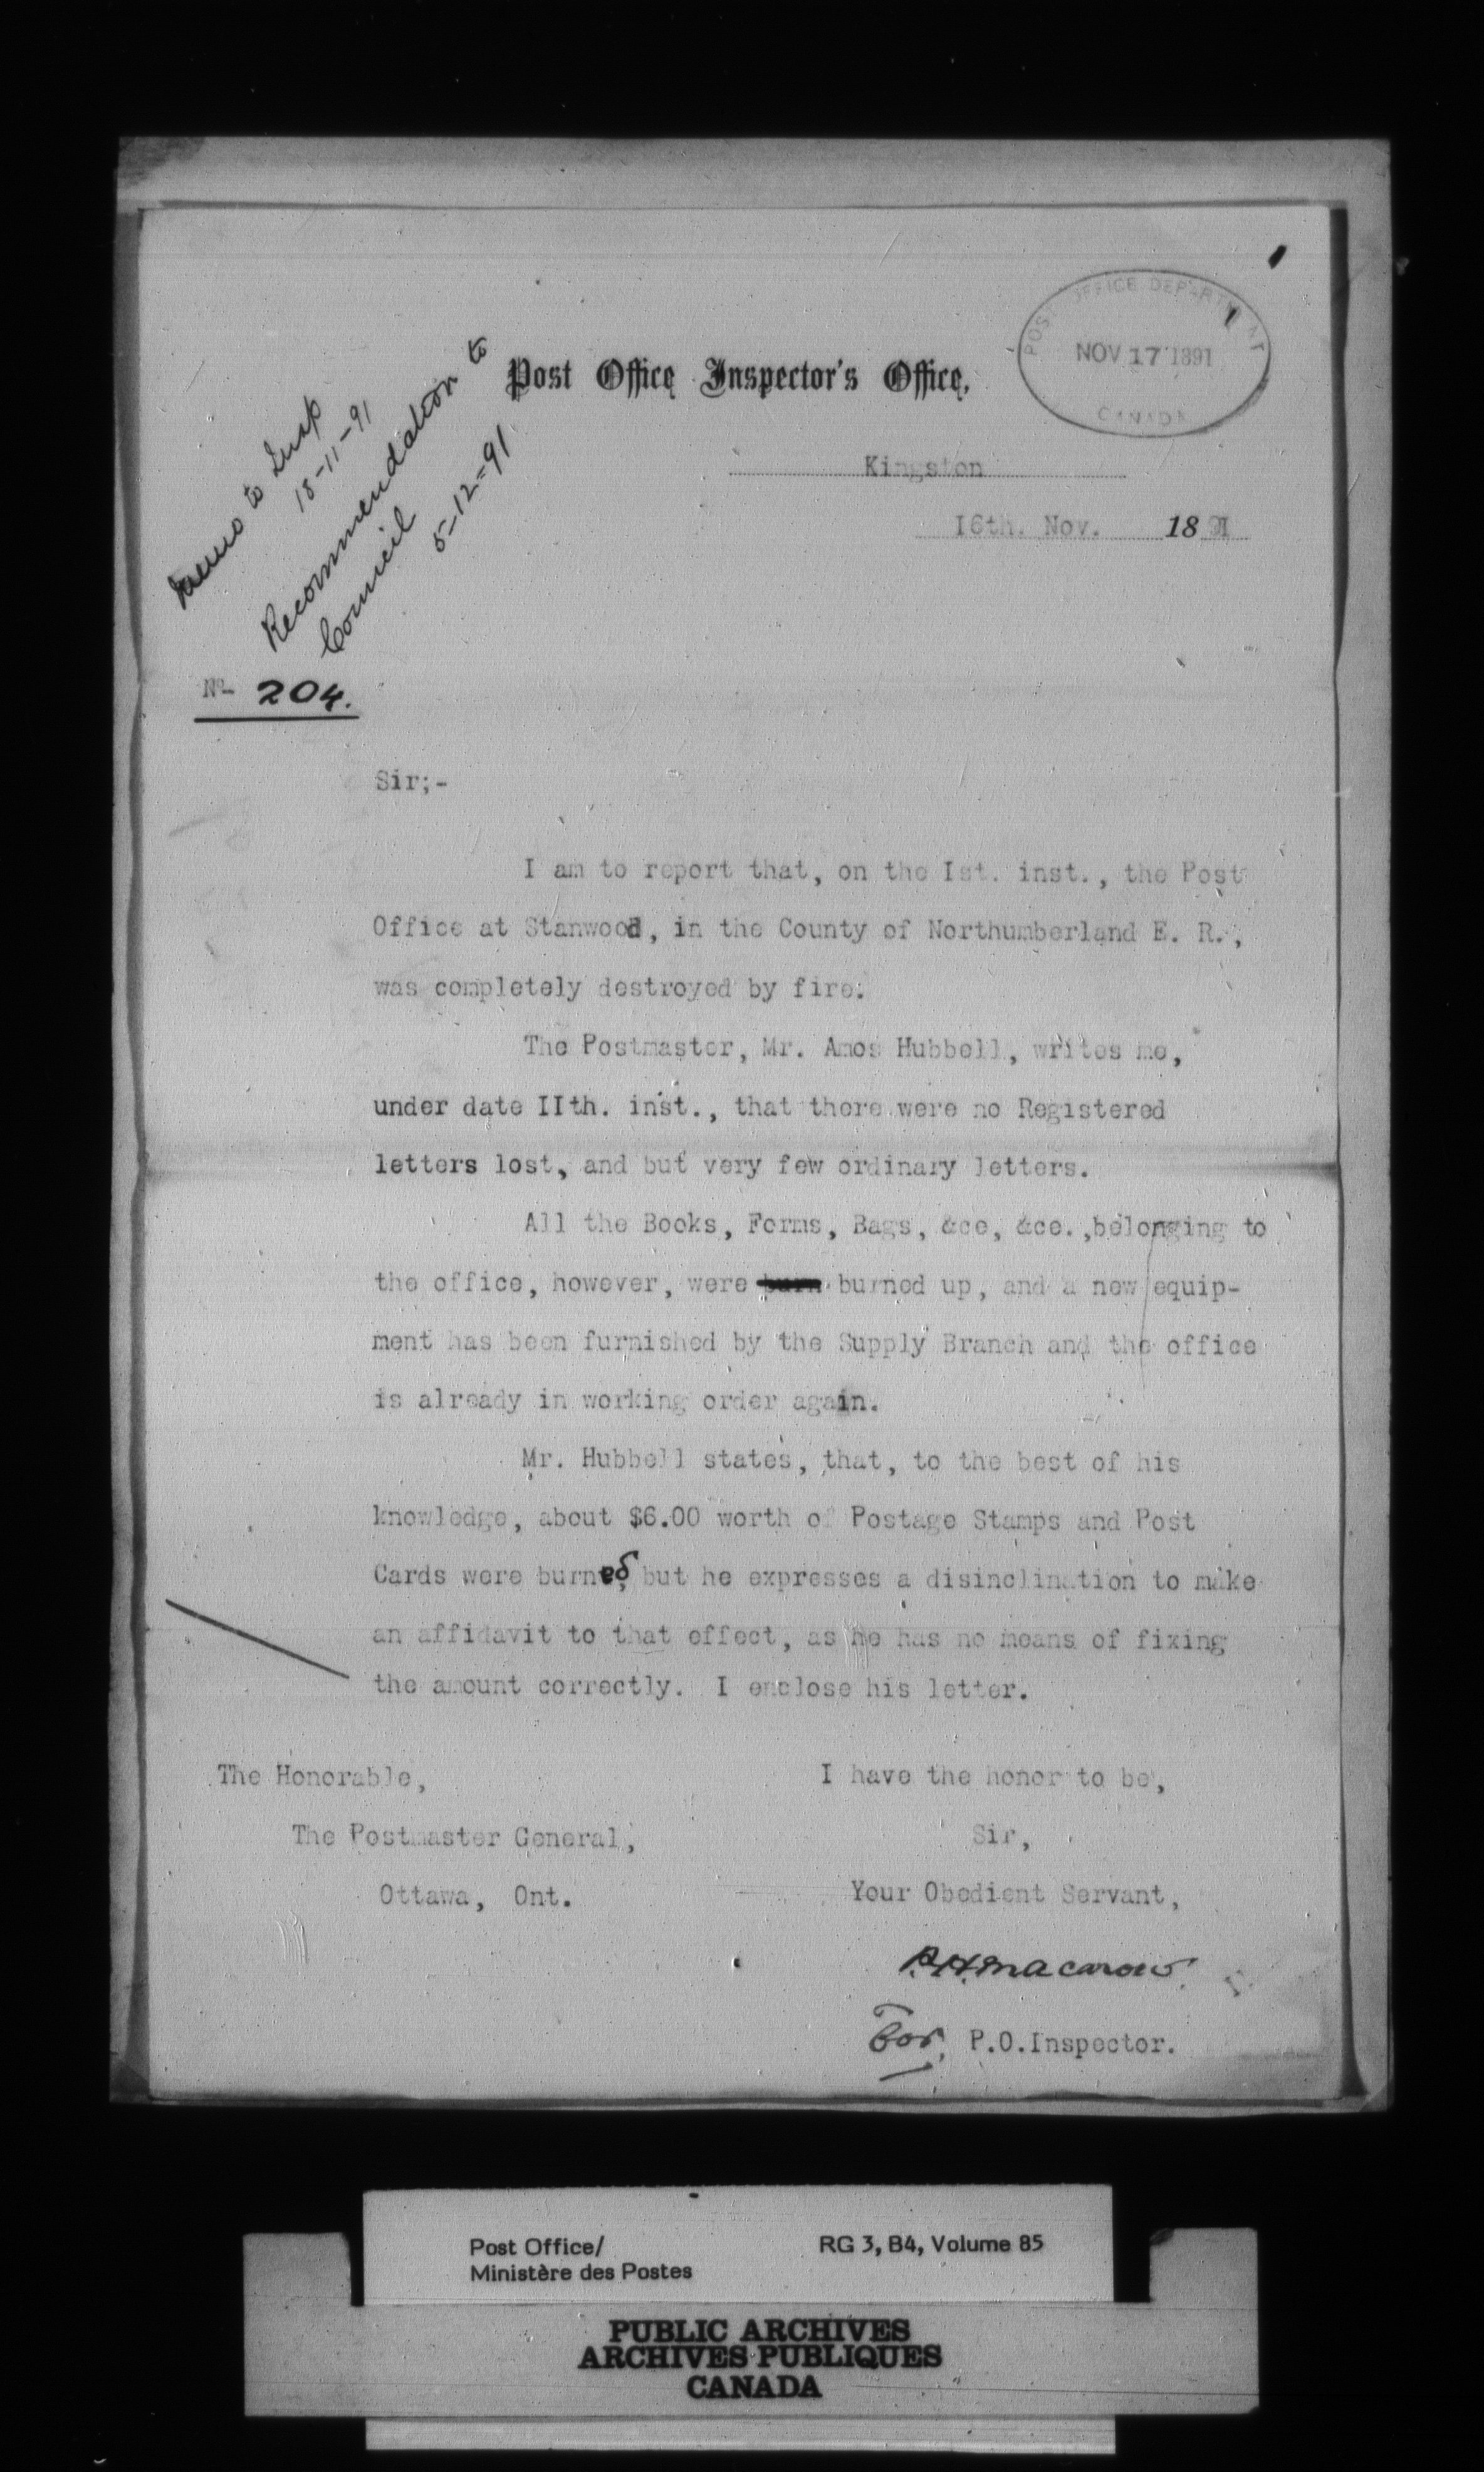 POST OFFICE DEPARTMENT
NOV 17 1891
CANADA
Post Office Inspector's Office,
Kingston
16th. Nov. 1891
Memo to Insp
18-11-91
Recommendation to
Council
5-12-91
No 204.
Sir;-
I am to report that, on the Ist. inst., the Post
Office at Stanwood, in the County of Northumberland E. R.,
was completely destroyed by fire.
The Postmaster, Mr. Amos Hubbell, writes me,
under date IIth. inst., that there were no Registered
letters lost, and but very few ordinary letters.
All the Books, Forms, Bags, &ce, &ce.,belonging to
the office, however, were burn burned up, and a new equip-
ment has been furnished by the Supply Branch and the office
is already in working order again.
Mr. Hubbell states, that, to the best of his
knowledge, about $6.00 worth of Postage Stamps and Post
Cards were burned, but he expresses a disinclination to make
an affidavit to that effect, as he has no means of fixing
the amount correctly. I enclose his letter.
The Honorable, I have the honor to be,
The Postmaster General, Sir,
Ottawa, Ont. Your Obedient Servant,
Macarow
For, P.O.Inspector.
Post Office/ RG 3, B4, Volume 85
Ministère des Postes
PUBLIC ARCHIVES
ARCHIVES PUBLIQUES
CANADA